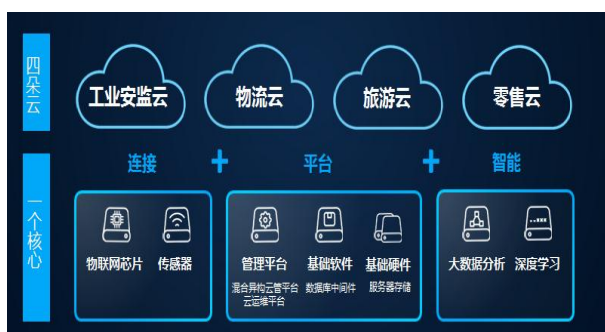 四朵云
工业安监云 物流云 旅游云 零售云
连接 + 平台 + 智能
一个核心
物联网芯片 传感器 管理平台 基础软件 基础硬件 大数据分析 深度学习
混合异构云管平台 数据库中间件 服务器存储
云运维平台